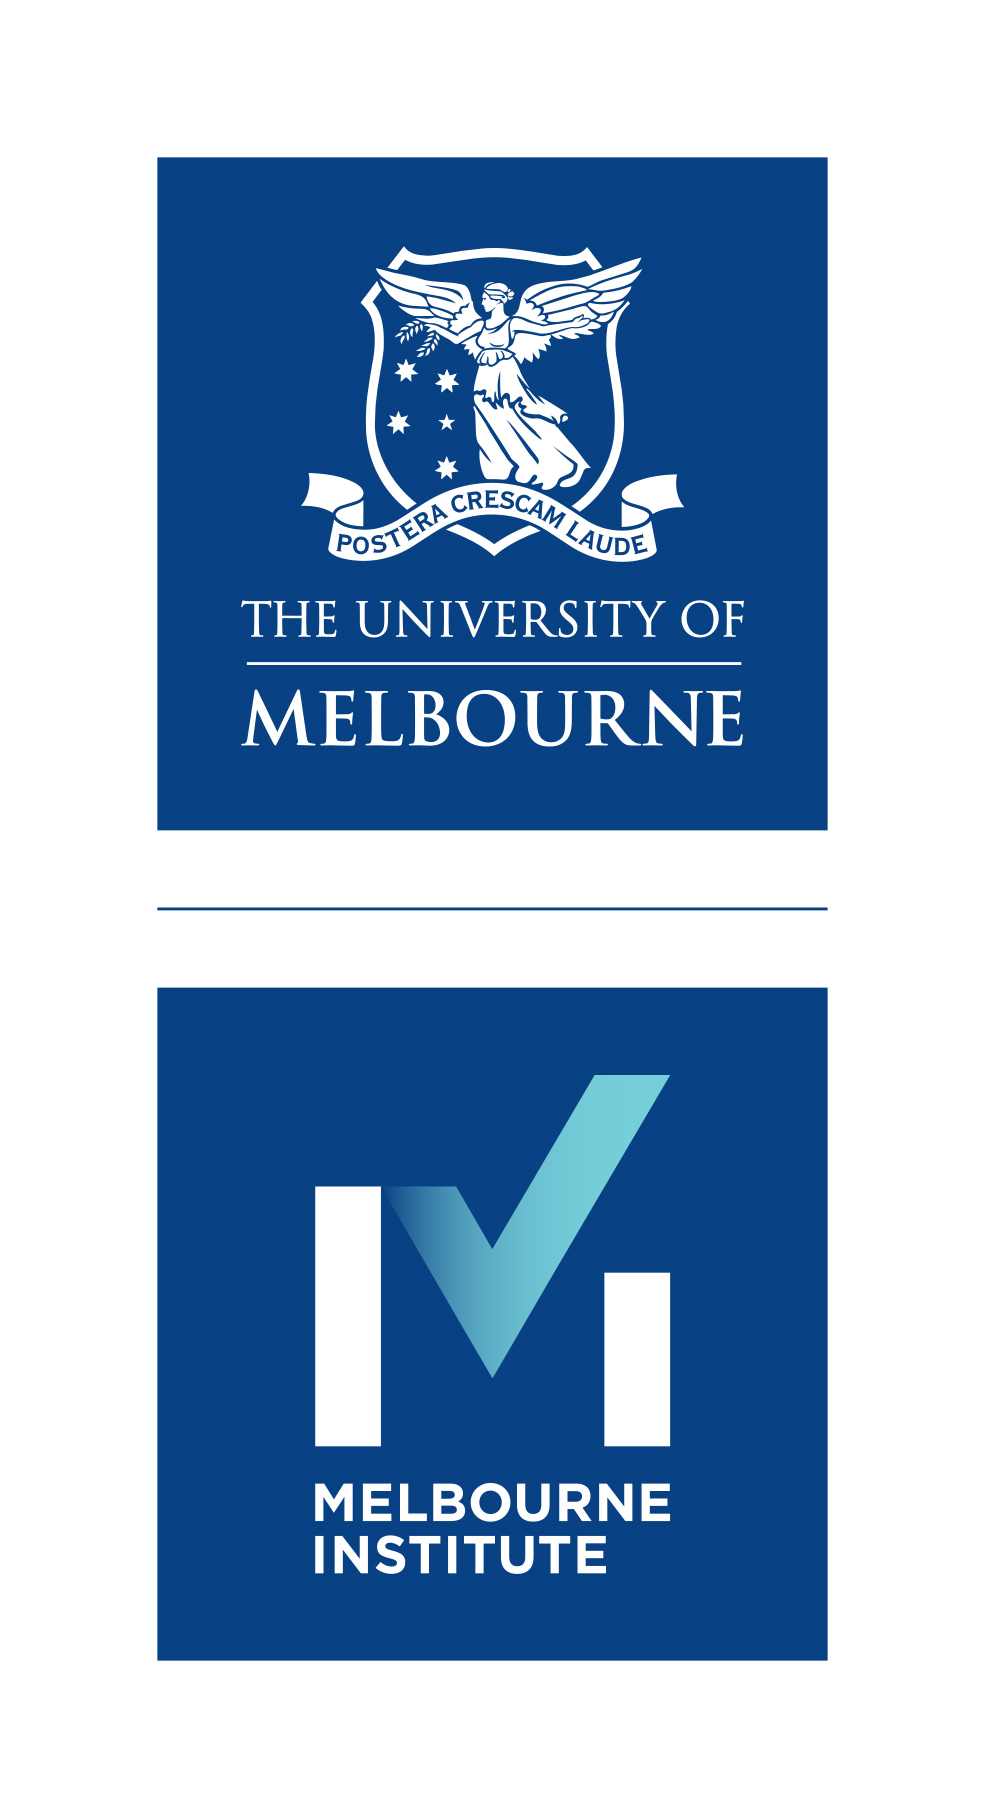 POSTERA CRESCAM LAUDE
THE UNIVERSITY OF
MELBOURNE
MELBOURNE
INSTITUTE